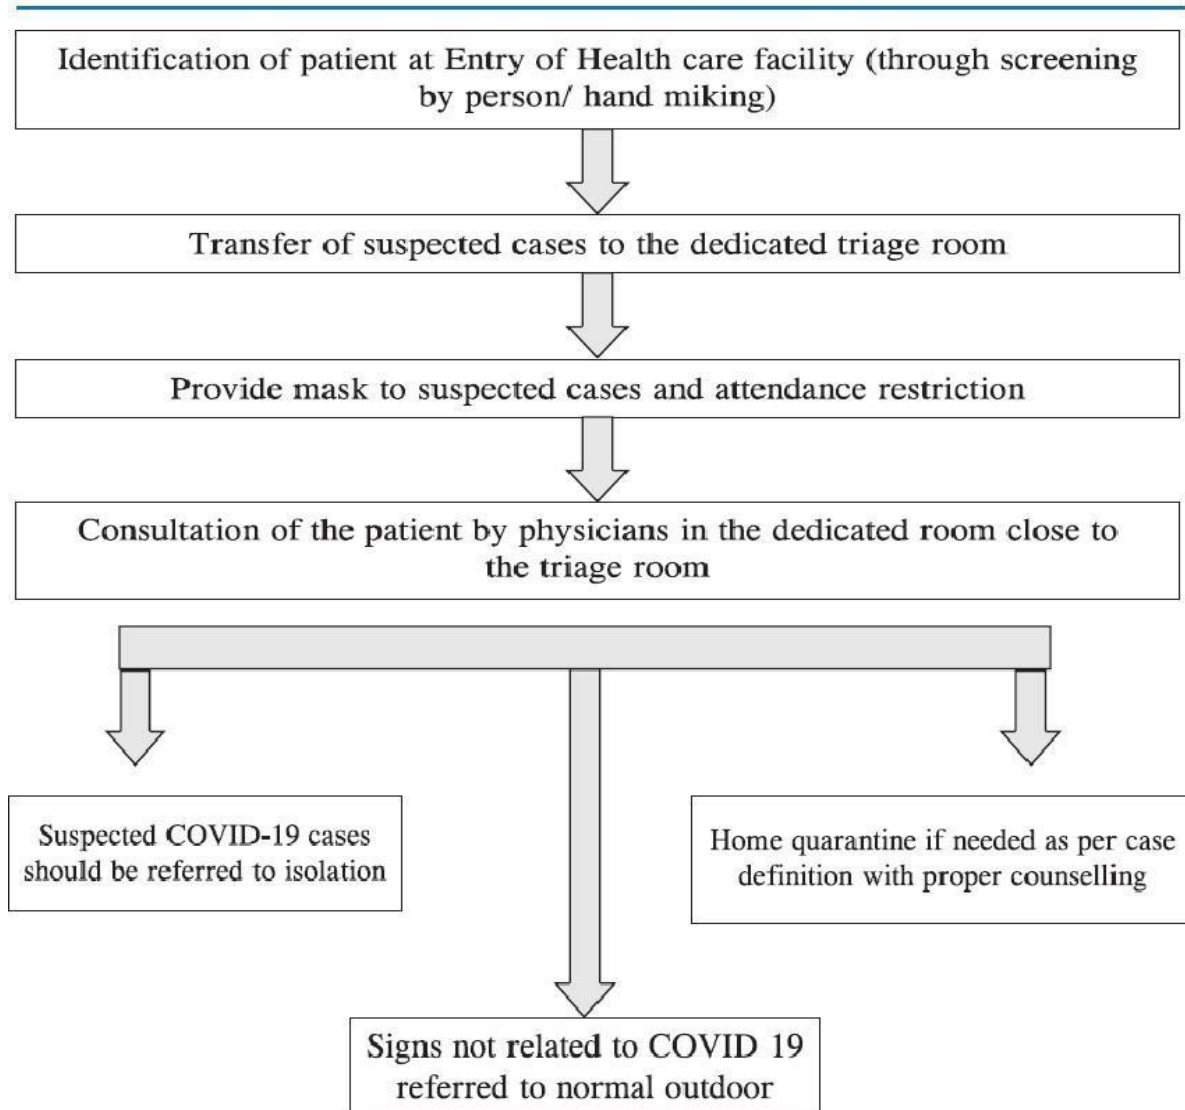 Identification of patient at Entry of Health care facility (through screening
by person/ hand miking)
Transfer of suspected cases to the dedicated triage room
Provide mask to suspected cases and attendance restriction
Consultation of the patient by physicians in the dedicated room close to
the triage room
Suspected COVID-19 cases
should be referred to isolation
Home quarantine if needed as per case
definition with proper counselling
Signs not related to COVID 19
referred to normal outdoor